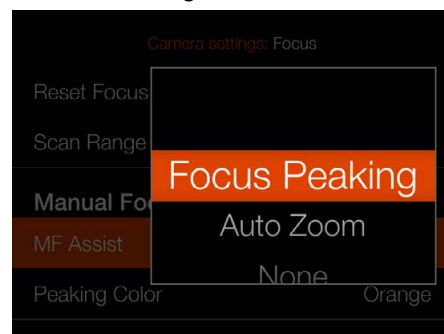 Camera settings: Focus
Reset Focus
Scan Range
Focus Peaking
Manual Fo
Auto Zoom
MF Assist
None
Peaking Color Orange